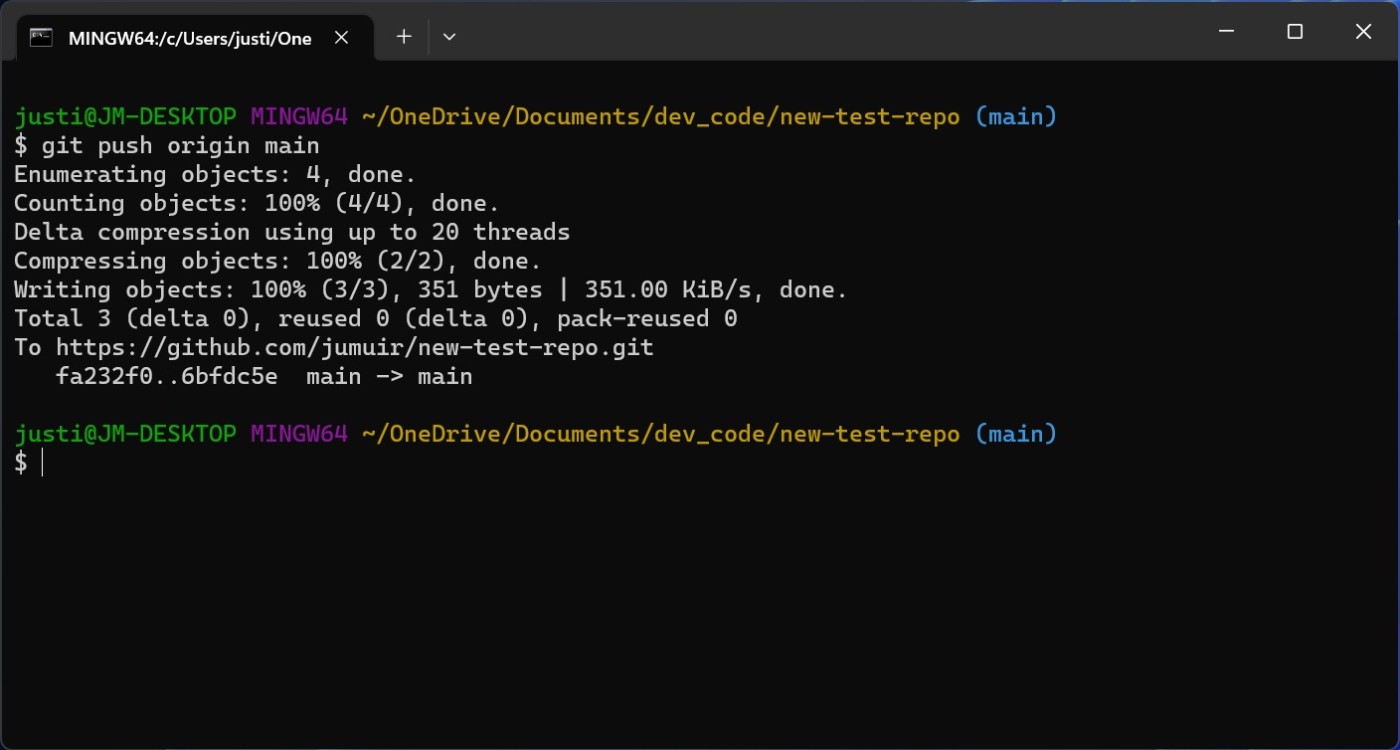 MINGW64:/c/Users/justi/One
justi@JM-DESKTOP MINGW64 ~/OneDrive/Documents/dev_code/new-test-repo (main)
$ git push origin main
Enumerating objects: 4, done.
Counting objects: 100% (4/4), done.
Delta compression using up to 20 threads
Compressing objects: 100% (2/2), done.
Writing objects: 100% (3/3), 351 bytes | 351.00 KiB/s, done.
Total 3 (delta 0), reused 0 (delta 0), pack-reused 0
To https://github.com/jumuir/new-test-repo.git
   fa232f0..6bfdc5e  main -> main
justi@JM-DESKTOP MINGW64 ~/OneDrive/Documents/dev_code/new-test-repo (main)
$